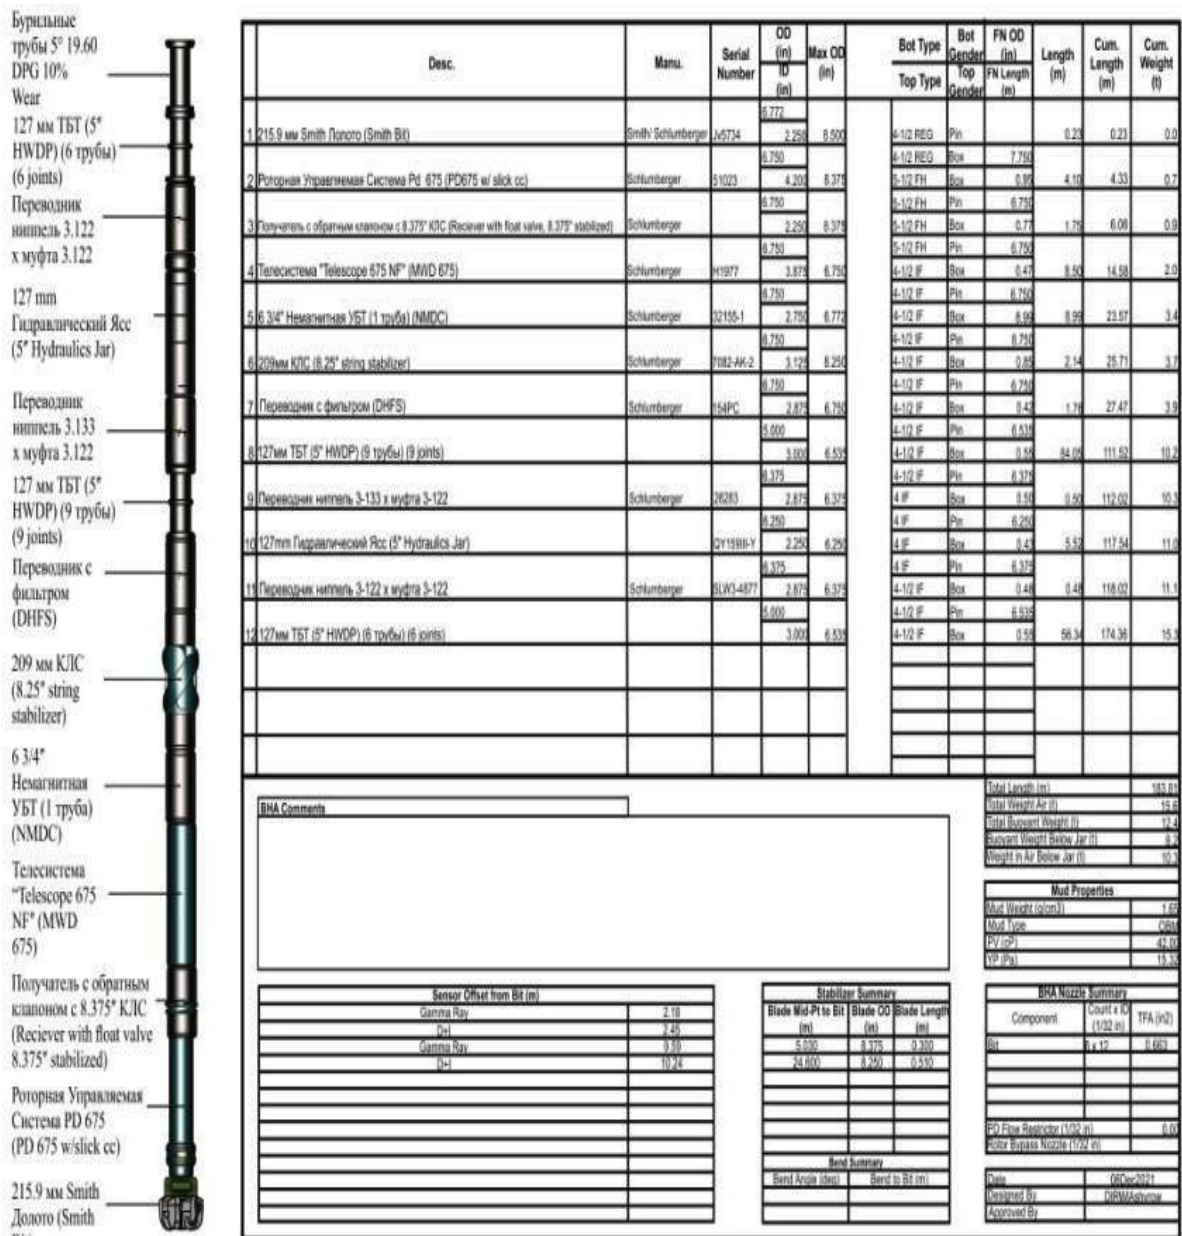 Бурильные
трубы 5° 19.60
DPG 10%
Wear
127 мм ТБТ (5″
HWDP) (6 трубы)
(6 joints)
Переводник
ниппель 3.122
х муфта 3.122
127 mm
Гидравлический Ясс
(5″ Hydraulics Jar)
Переводник
ниппель 3.133
х муфта 3.122
127 мм ТБТ (5″
HWDP) (9 трубы)
(9 joints)
Переводник с
фильтром
(DHFS)
209 мм КЛС
(8.25″ string
stabilizer)
6 3/4″
Немагнитная
УБТ (1 труба)
(NMDC)
Телесистема
“Telescope 675
NF″ (MWD
675)
Получатель с обратным
клапоном с 8.375″ КЛС
(Reciever with float valve
8.375″ stabilized)
Роторная Управляемая
Система PD 675
(PD 675 w/slick cc)
215.9 мм Smith
Долото (Smith
Desc. Manu. Serial Number OD (in) ID (in) Max OD (in) Bot Type Top Type Bot Gender Top Gender FN OD (in) FN Length (m) Length (m) Cum. Length (m) Cum. Weight (t)
6.772
1 215.9 мм Smith Долото (Smith Bit) Smith/ Schlumberger Jv5734 2.250 8.500 4-1/2 REG Pin 0.23 0.23 0.0
6.750 4-1/2 REG Box 7.750
2 Роторная Управляемая Система Pd 675 (PD675 w/ slick cc) Schlumberger 51023 4.200 8.375 5-1/2 FH Box 0.95 4.10 4.33 0.7
6.750 5-1/2 FH Pin 6.750
3 Получатель с обратным клапоном с 8.375" КЛС (Reciever with float valve, 8.375" stabilized) Schlumberger 2.250 8.375 5-1/2 FH Box 0.77 1.75 6.08 0.9
6.750 5-1/2 FH Pin 6.750
4 Телесистема "Telescope 675 NF" (MWD 675) Schlumberger H1977 3.875 6.750 4-1/2 IF Box 0.47 8.50 14.58 2.0
6.750 4-1/2 IF Pin 6.750
5 6 3/4" Немагнитная УБТ (1 труба) (NMDC) Schlumberger 32155-1 2.750 6.772 4-1/2 IF Box 8.99 8.99 23.57 3.4
6.750 4-1/2 IF Pin 6.750
6 209мм КЛС (8.25" string stabilizer) Schlumberger 7082-AK-2 3.125 8.250 4-1/2 IF Box 0.85 2.14 25.71 3.7
6.750 4-1/2 IF Pin 6.750
7 Переводник с фильтром (DHFS) Schlumberger 154PC 2.875 6.750 4-1/2 IF Box 0.42 1.76 27.47 3.9
5.000 4-1/2 IF Pin 6.535
8 127мм ТБТ (5" HWDP) (9 трубы) (9 joints) 3.000 6.535 4-1/2 IF Box 0.55 84.05 111.52 10.2
6.375 4-1/2 IF Pin 6.375
9 Переводник ниппель 3-133 х муфта 3-122 Schlumberger 26283 2.875 6.375 4 IF Box 0.50 0.50 112.02 10.3
6.250 4 IF Pin 6.250
10 127mm Гидравлический Ясс (5" Hydraulics Jar) 2.250 6.250 4 IF Box 0.43 5.52 117.54 11.0
6.375 4 IF Pin 6.375
11 Переводник ниппель 3-122 х муфта 3-122 Schlumberger SLW3-4877 2.875 6.375 4-1/2 IF Box 0.48 0.48 118.02 11.1
5.000 4-1/2 IF Pin 6.535
12 127мм ТБТ (5" HWDP) (6 трубы) (6 joints) 3.000 6.535 4-1/2 IF Box 0.55 56.34 174.36 15.3
Total Length (m) 183.81
Total Weight Air (t) 15.6
Total Buoyant Weight (t) 12.4
Buoyant Weight Below Jar (t) 8.2
Weight in Air Below Jar (t) 10.3
BHA Comments
Mud Properties
Mud Weight (g/cm3) 1.65
Mud Type OBM
PV (cP) 42.00
YP (Pa) 15.32
Sensor Offset from Bit (m)
Gamma Ray 2.18
D+I 2.45
Gamma Ray 9.59
D+I 10.24
Stabilizer Summary
Blade Mid-Pt to Bit (m) Blade OD (in) Blade Length (m)
5.030 8.375 0.300
24.600 8.250 0.510
Bend Summary
Bend Angle (deg) Bend to Bit (m)
BHA Nozzle Summary
Component Count x ID (1/32 in) TFA (in2)
Bit 6 x 12 0.663
PD Flow Restrictor (1/32 in) 0.00
Rotor Bypass Nozzle (1/32 in)
Date 06Dec2021
Designed By
Approved By